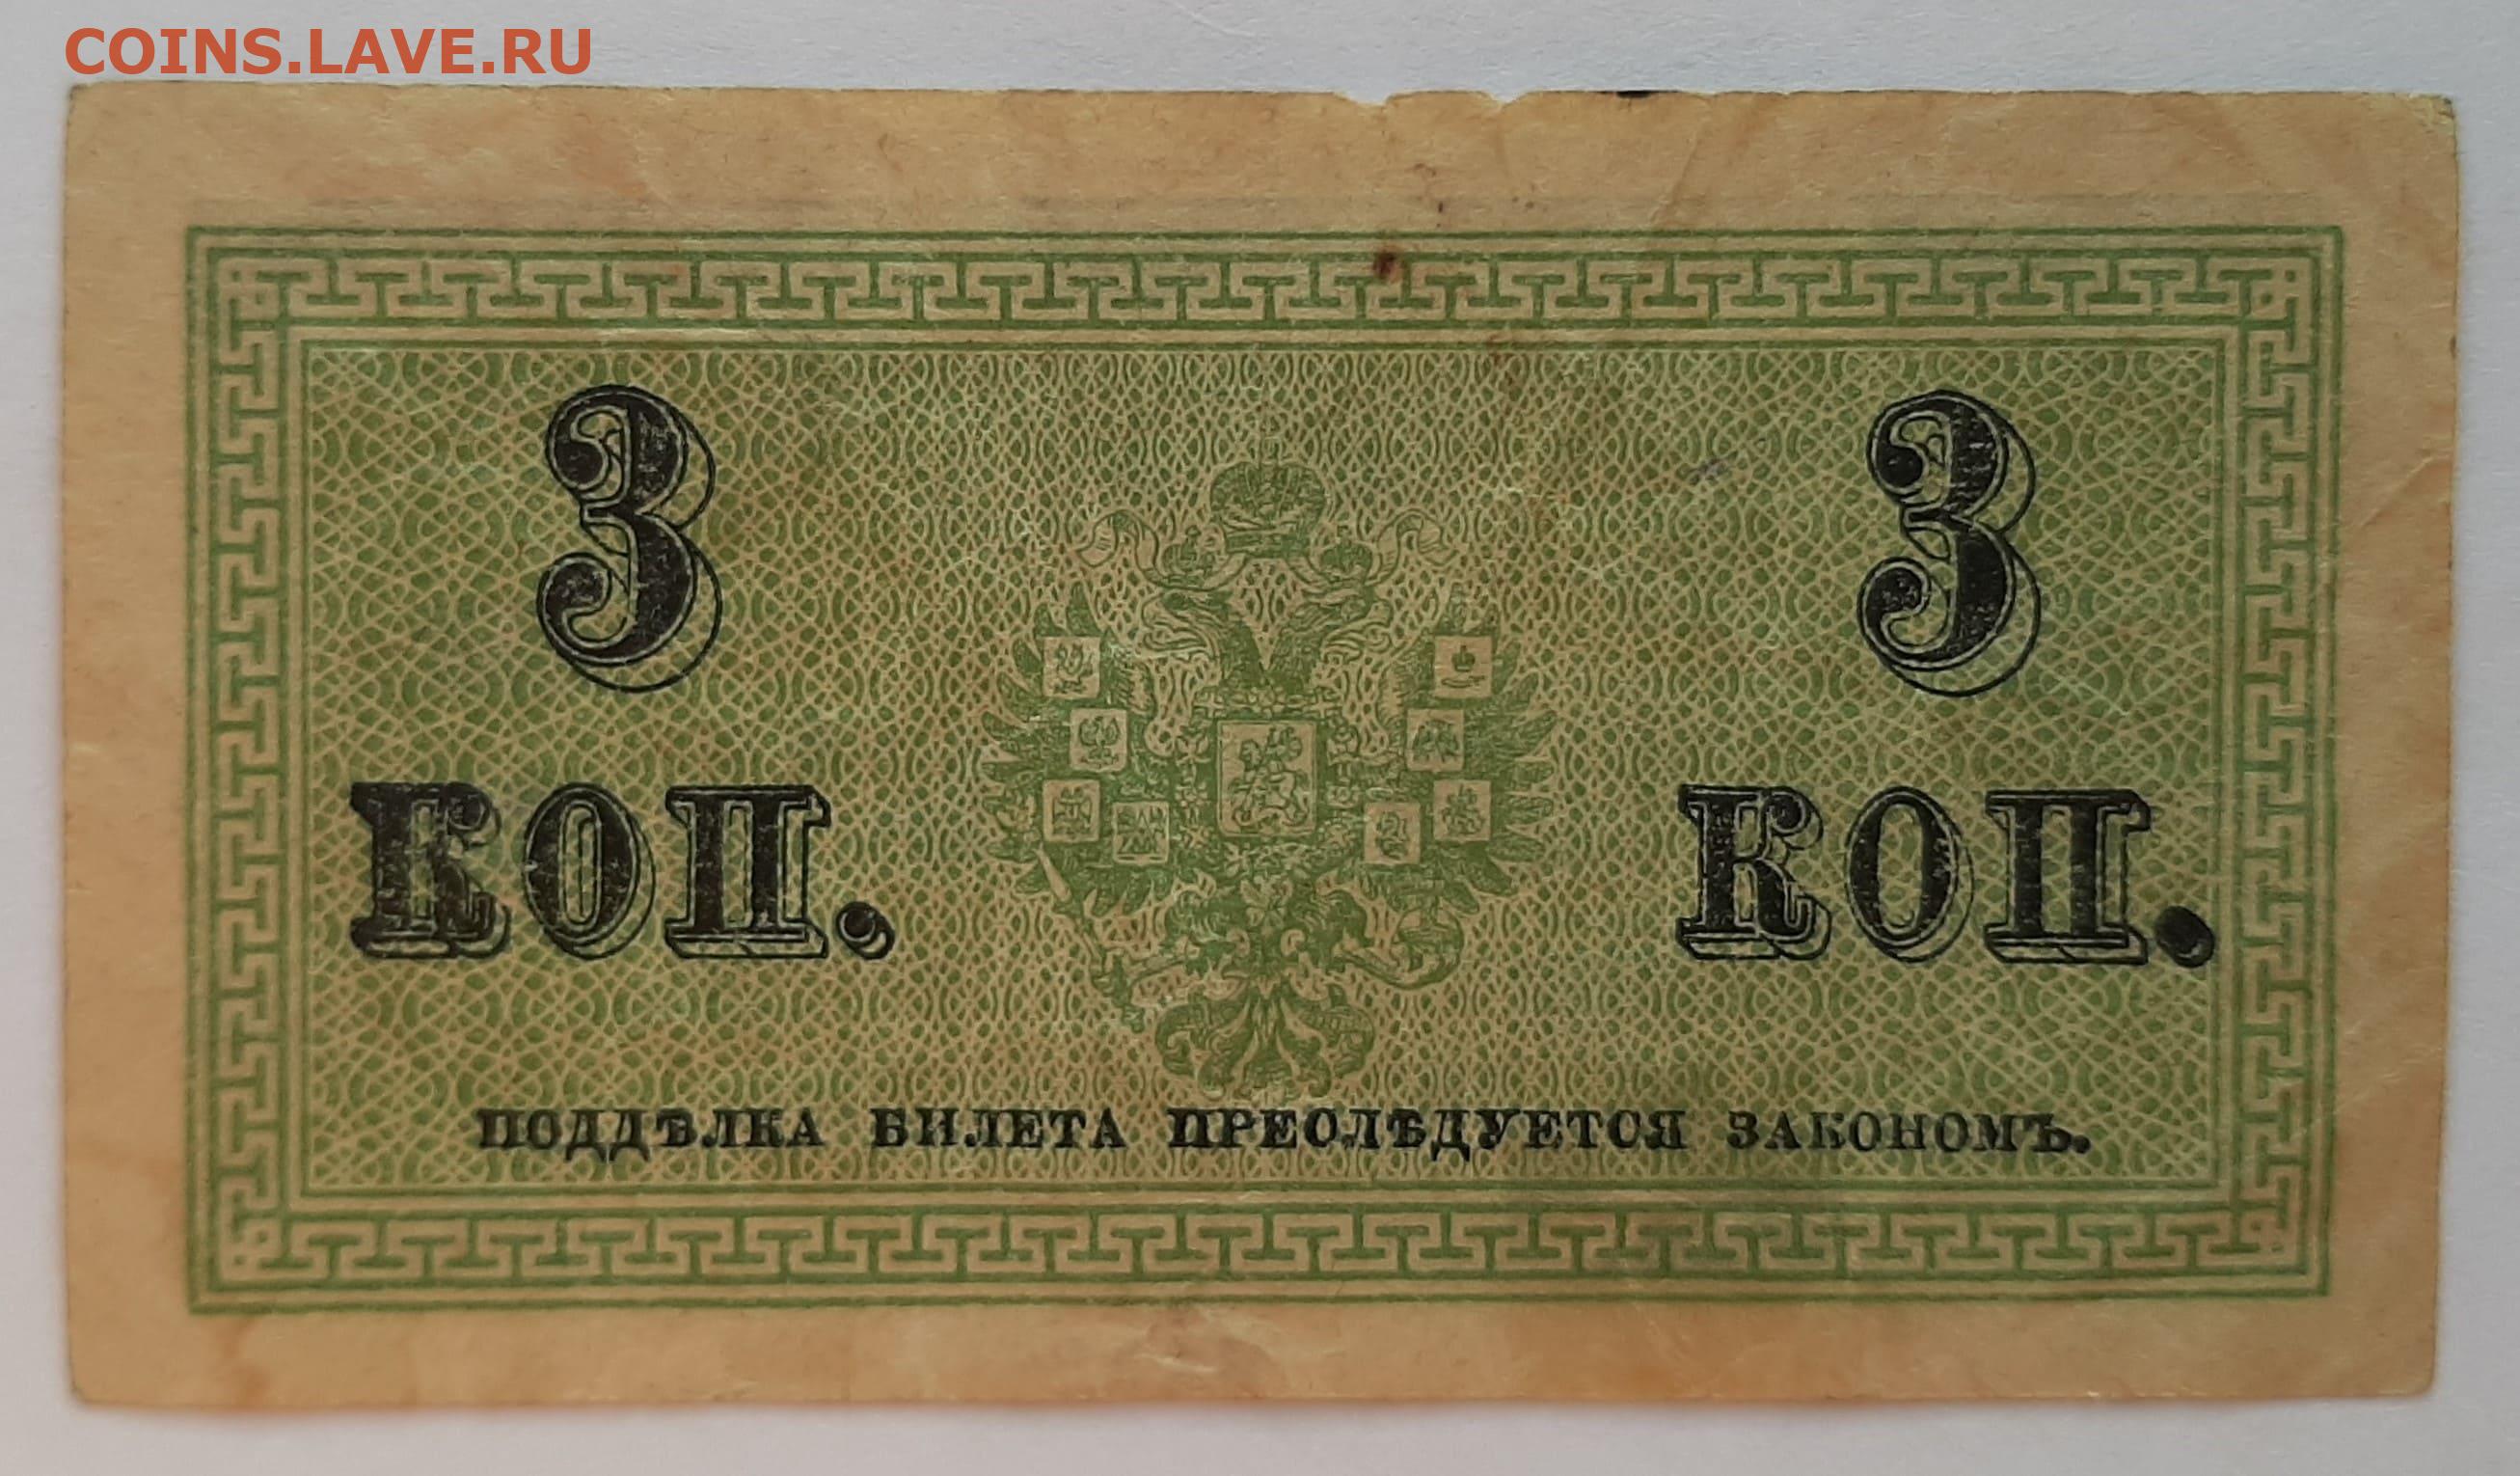 COINS.LAVE.RU
3 3
КОП. КОП.
ПОДДѢЛКА БИЛЕТА ПРЕСЛѢДУЕТСЯ ЗАКОНОМЪ.